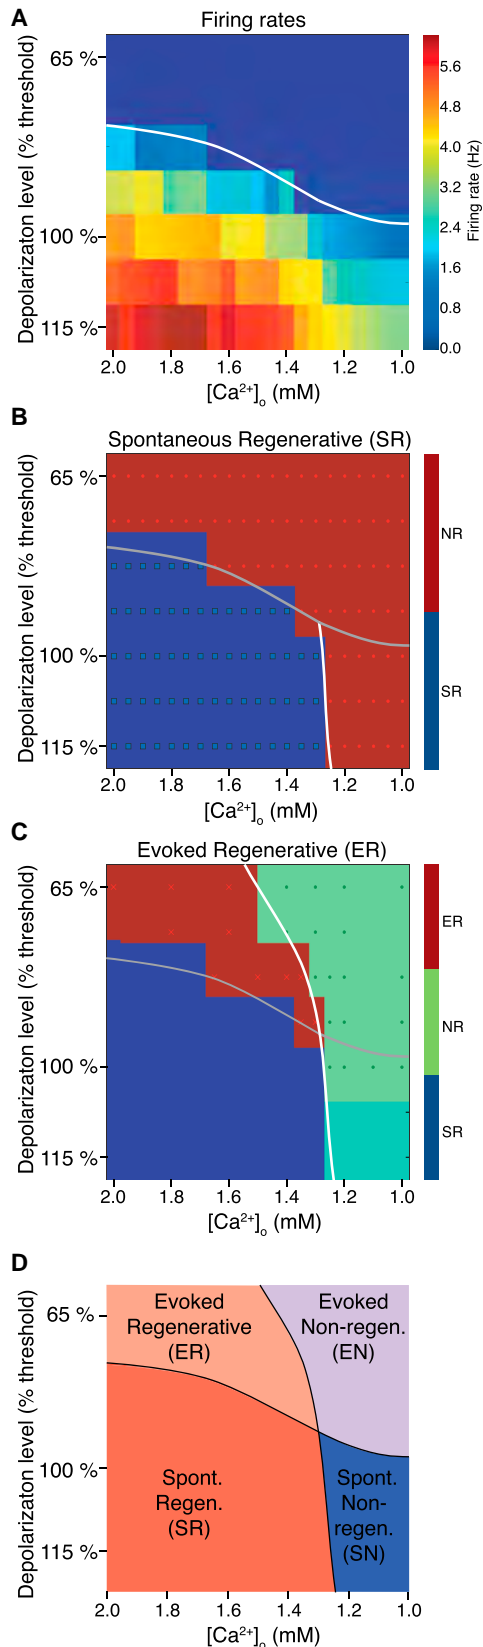 A
Firing rates
Depolarizaton level (% threshold)
65 %
100 %
115 %
2.0 1.8 1.6 1.4 1.2 1.0
[Ca²⁺]ₒ (mM)
5.6
4.8
4.0
3.2
2.4
1.6
0.8
0.0
Firing rate (Hz)
B
Spontaneous Regenerative (SR)
Depolarizaton level (% threshold)
65 %
100 %
115 %
2.0 1.8 1.6 1.4 1.2 1.0
[Ca²⁺]ₒ (mM)
NR
SR
C
Evoked Regenerative (ER)
Depolarizaton level (% threshold)
65 %
100 %
115 %
2.0 1.8 1.6 1.4 1.2 1.0
[Ca²⁺]ₒ (mM)
ER
NR
SR
D
Depolarizaton level (% threshold)
65 %
100 %
115 %
Evoked
Regenerative
(ER)
Evoked
Non-regen.
(EN)
Spont.
Regen.
(SR)
Spont.
Non-
regen.
(SN)
2.0 1.8 1.6 1.4 1.2 1.0
[Ca²⁺]ₒ (mM)